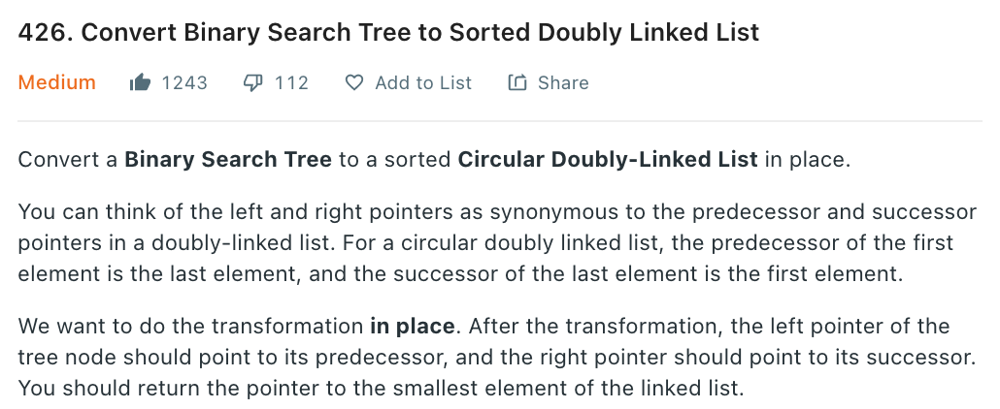 426. Convert Binary Search Tree to Sorted Doubly Linked List
Medium 1243 112 Add to List Share
Convert a Binary Search Tree to a sorted Circular Doubly-Linked List in place.
You can think of the left and right pointers as synonymous to the predecessor and successor
pointers in a doubly-linked list. For a circular doubly linked list, the predecessor of the first
element is the last element, and the successor of the last element is the first element.
We want to do the transformation in place. After the transformation, the left pointer of the
tree node should point to its predecessor, and the right pointer should point to its successor.
You should return the pointer to the smallest element of the linked list.